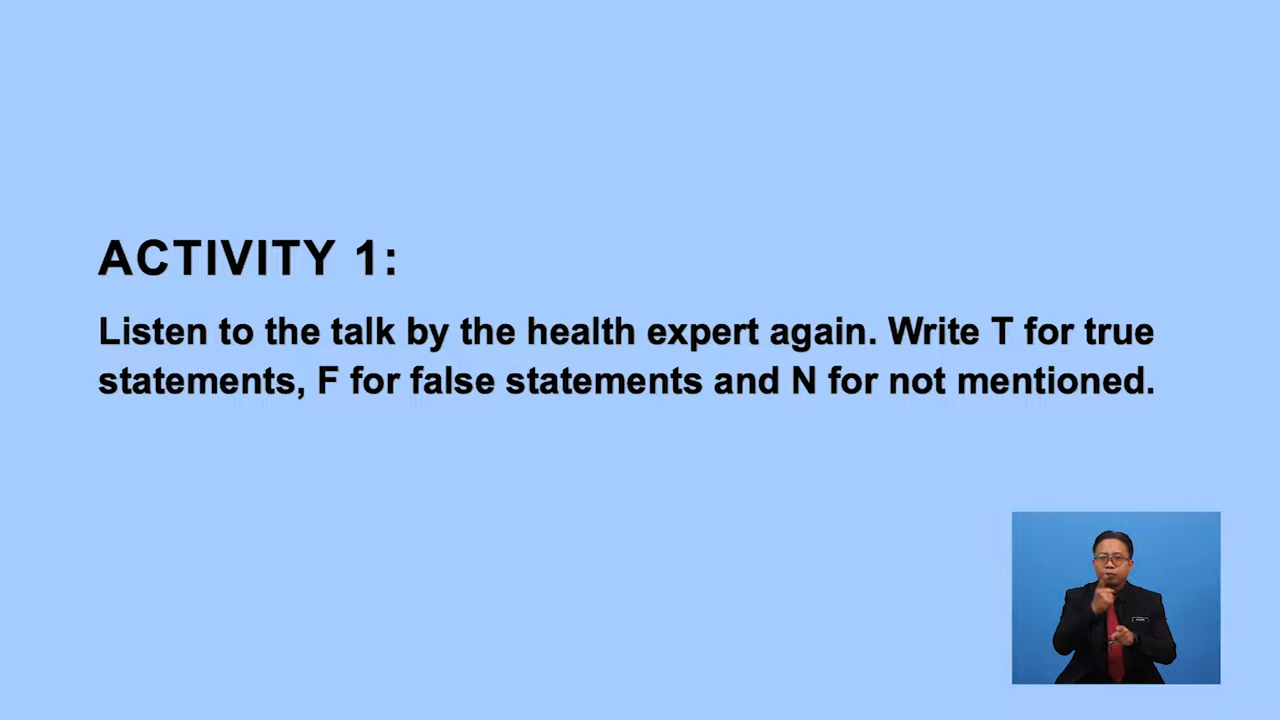 ACTIVITY 1:
Listen to the talk by the health expert again. Write T for true
statements, F for false statements and N for not mentioned.